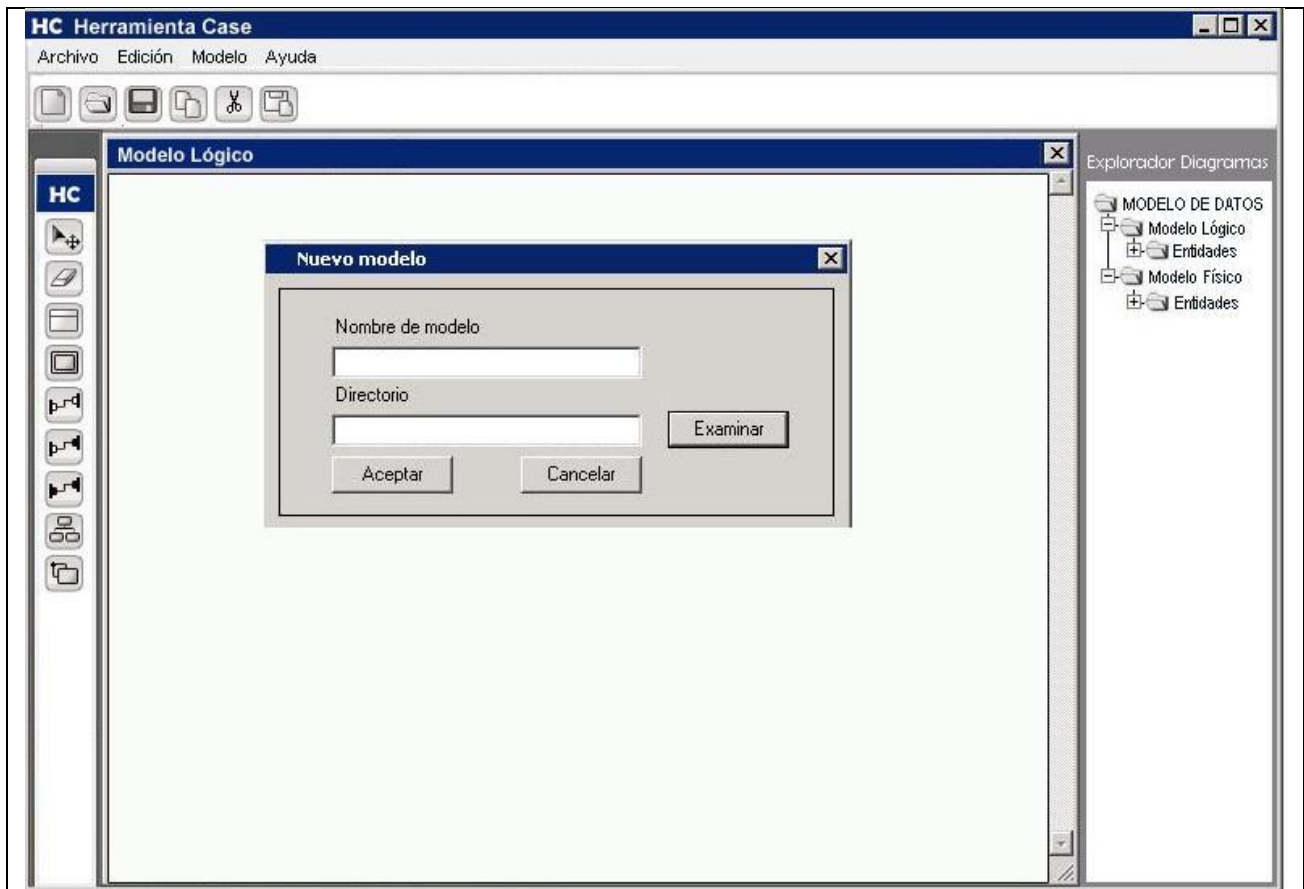 HC Herramienta Case
Archivo Edición Modelo Ayuda
Modelo Lógico
HC
Nuevo modelo
Nombre de modelo
Directorio
Examinar
Aceptar Cancelar
Explorador Diagramas
MODELO DE DATOS
Modelo Lógico
Entidades
Modelo Físico
Entidades